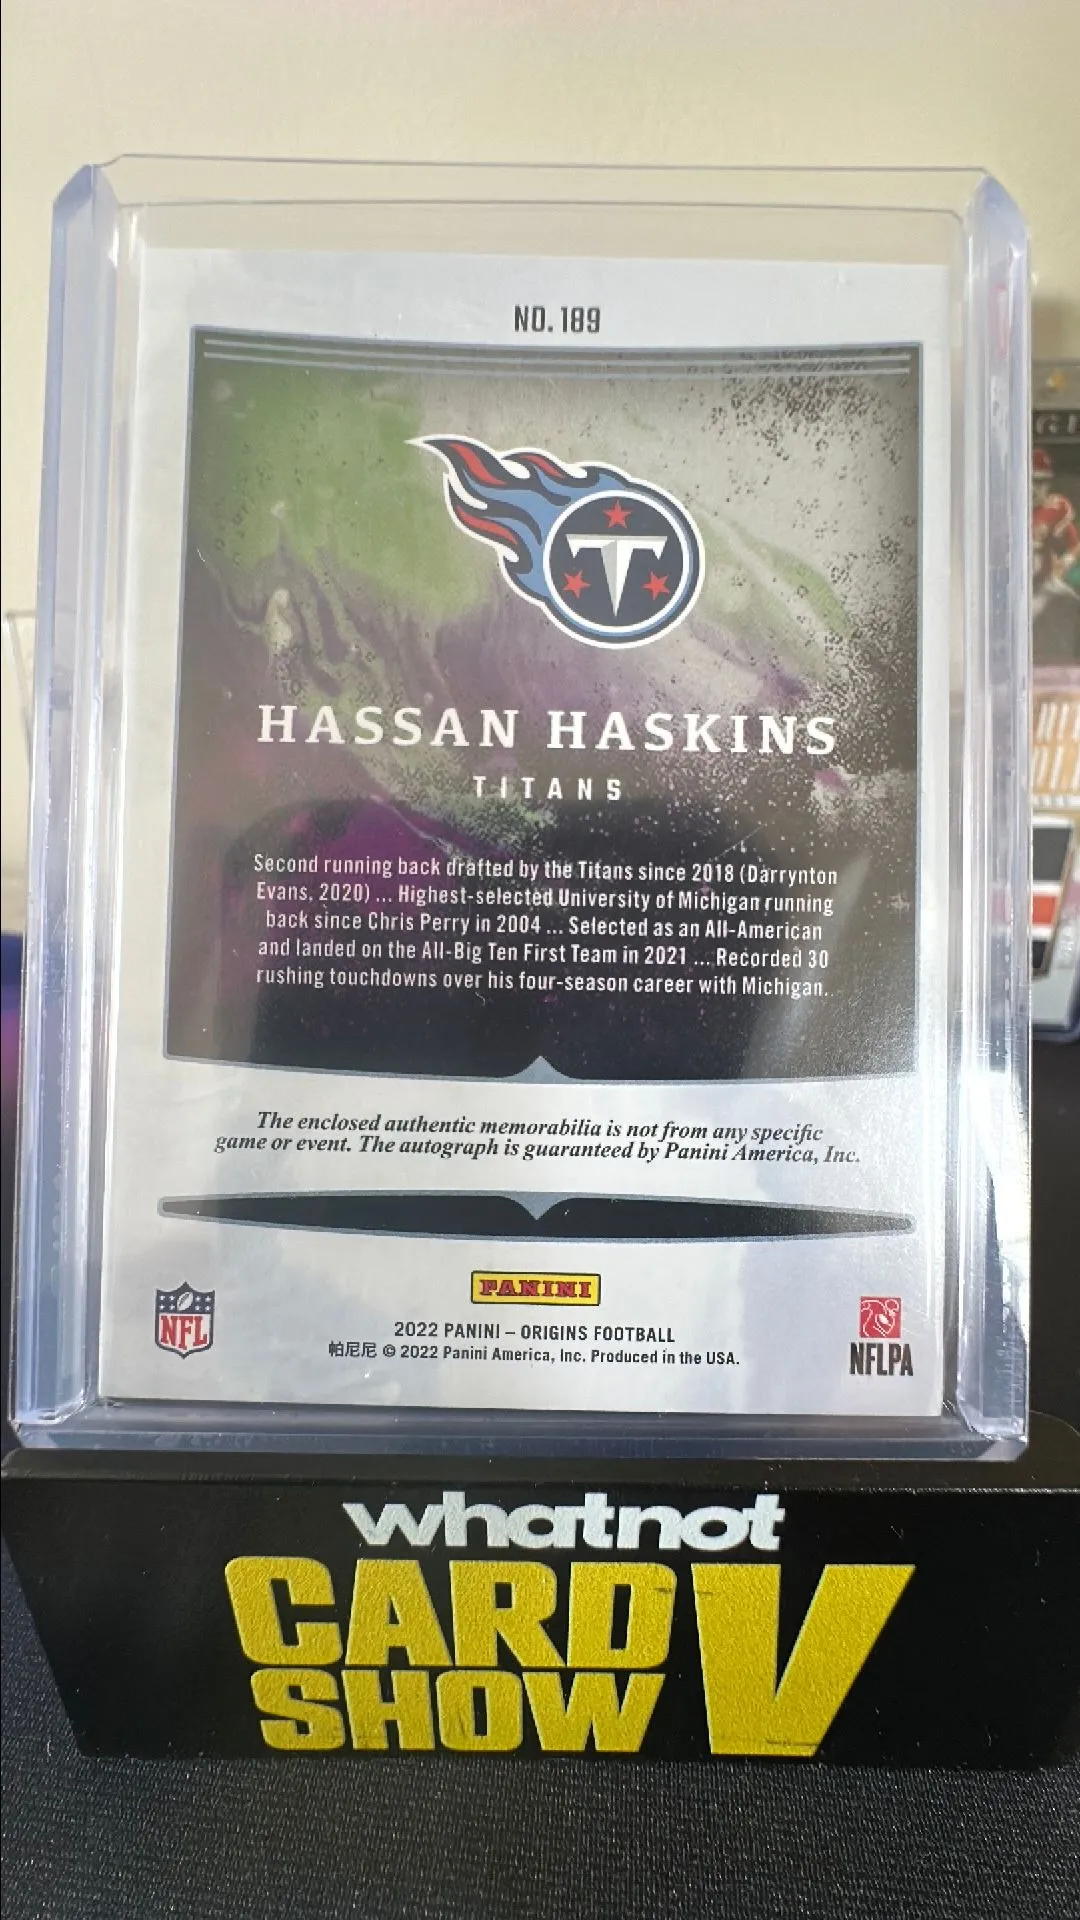 NO. 189
T
HASSAN HASKINS
TITANS
Second running back drafted by the Titans since 2018 (Darrynton
Evans, 2020) ... Highest-selected University of Michigan running
back since Chris Perry in 2004 ... Selected as an All-American
and landed on the All-Big Ten First Team in 2021 ... Recorded 30
rushing touchdowns over his four-season career with Michigan.
The enclosed authentic memorabilia is not from any specific
game or event. The autograph is guaranteed by Panini America, Inc.
PANINI
NFL
2022 PANINI – ORIGINS FOOTBALL
帕尼尼 © 2022 Panini America, Inc. Produced in the USA.
NFLPA
whatnot
CARD
SHOW
V